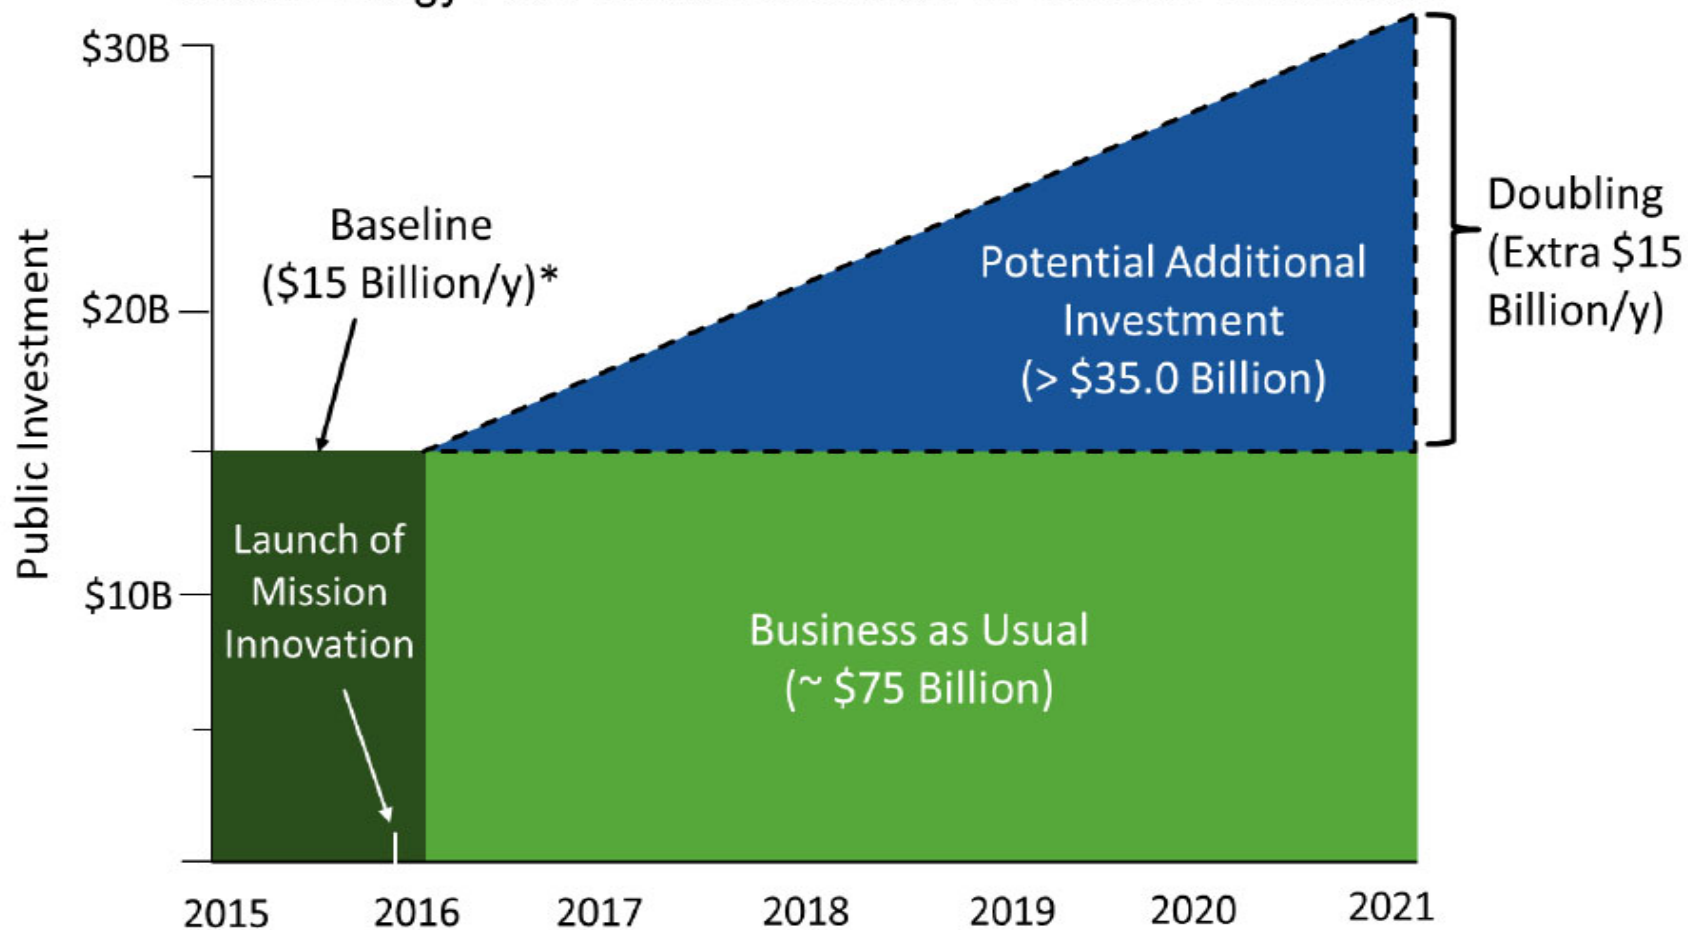 $30B
$20B
$10B
Public Investment
Baseline
($15 Billion/y)*
Launch of
Mission
Innovation
Potential Additional
Investment
(> $35.0 Billion)
Doubling
(Extra $15
Billion/y)
Business as Usual
(~ $75 Billion)
2015 2016 2017 2018 2019 2020 2021